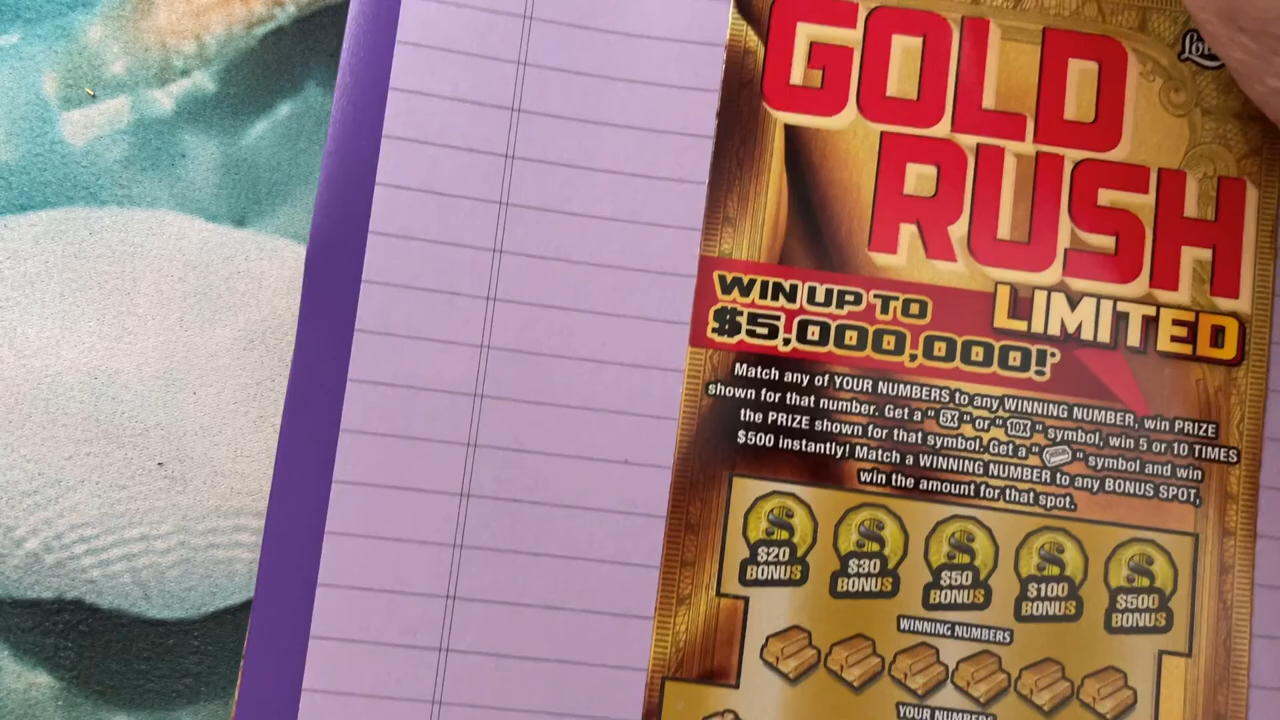 GOLD
RUSH
LIMITED
WIN UP TO
$5,000,000!*
Match any of YOUR NUMBERS to any WINNING NUMBER, win PRIZE
shown for that number. Get a "5X" or "10X" symbol, win 5 or 10 TIMES
the PRIZE shown for that symbol. Get a " " symbol and win
$500 instantly! Match a WINNING NUMBER to any BONUS SPOT,
win the amount for that spot.
$20
BONUS
$30
BONUS
$50
BONUS
$100
BONUS
$500
BONUS
WINNING NUMBERS
YOUR NUMBERS